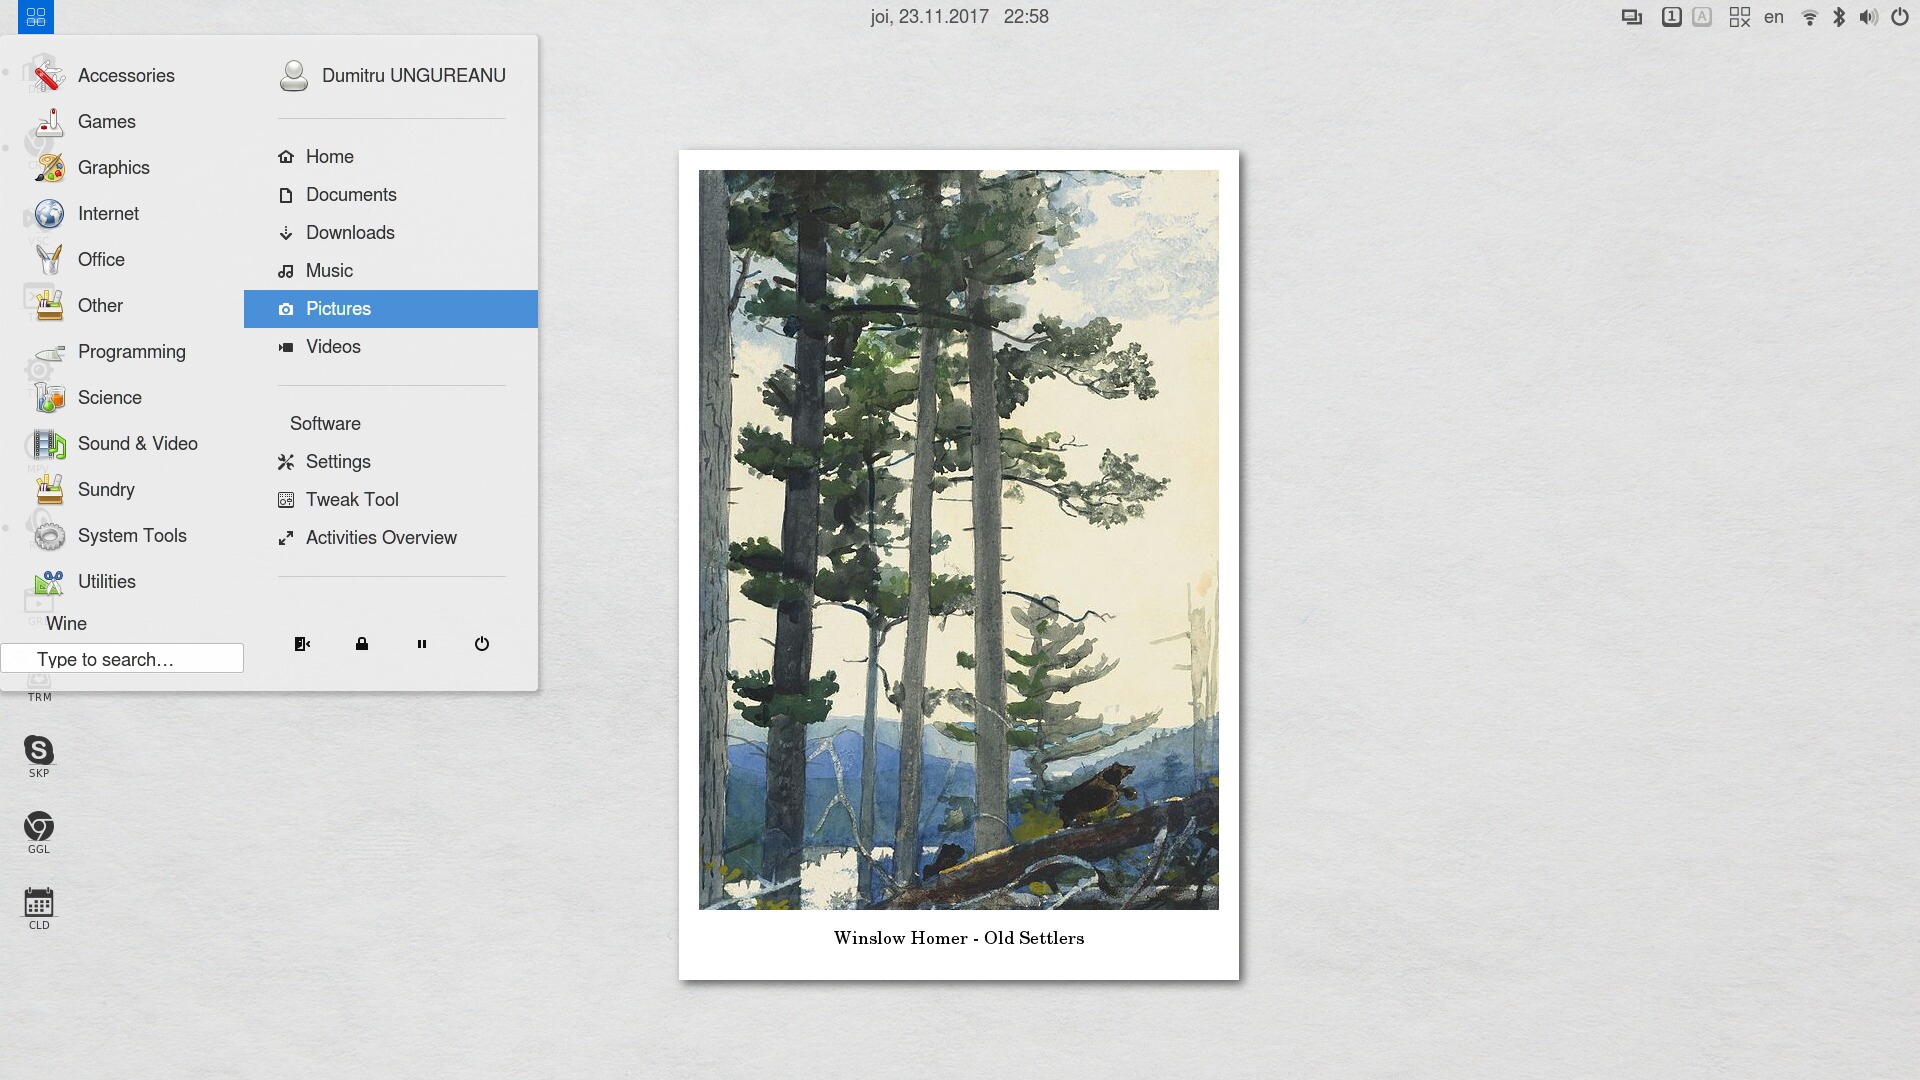 joi, 23.11.2017 22:58
1
A
en
Accessories
Games
Graphics
Internet
Office
Other
Programming
Science
Sound & Video
Sundry
System Tools
Utilities
Wine
Type to search...
Dumitru UNGUREANU
Home
Documents
Downloads
Music
Pictures
Videos
Software
Settings
Tweak Tool
Activities Overview
MPV
TRM
SKP
GGL
CLD
Winslow Homer - Old Settlers